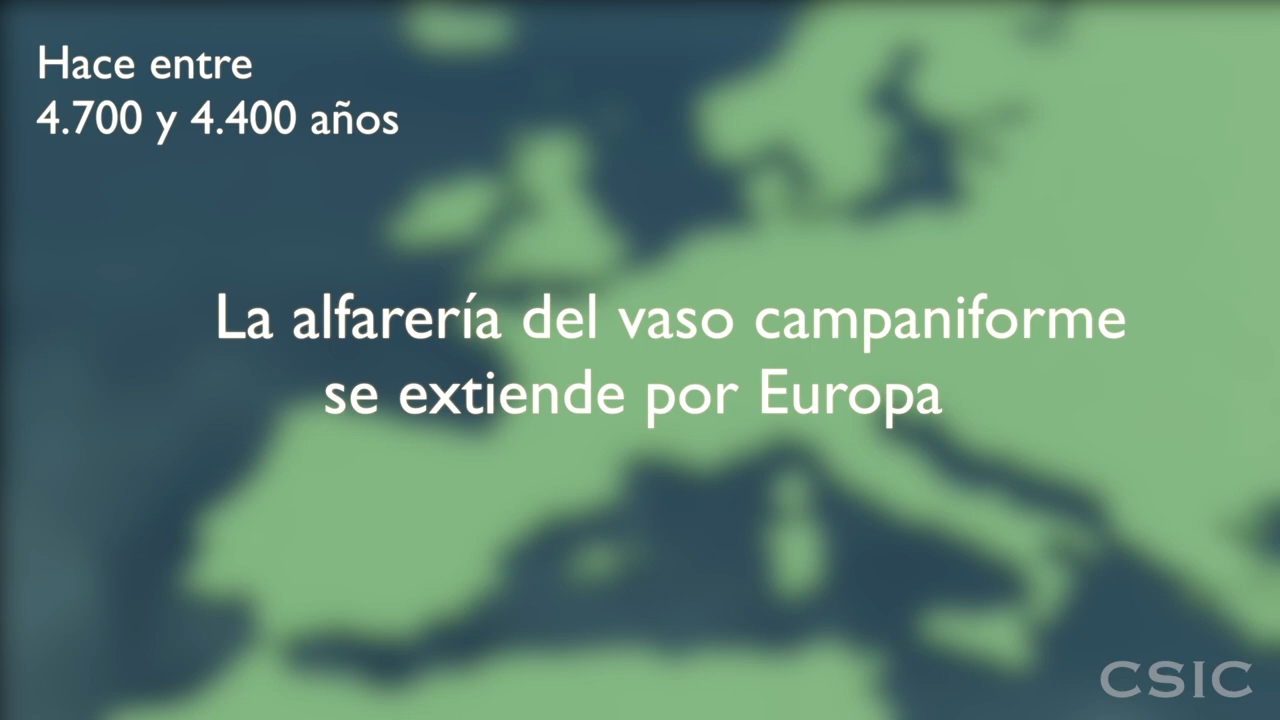 Hace entre
4.700 y 4.400 años
La alfarería del vaso campaniforme
se extiende por Europa
CSIC